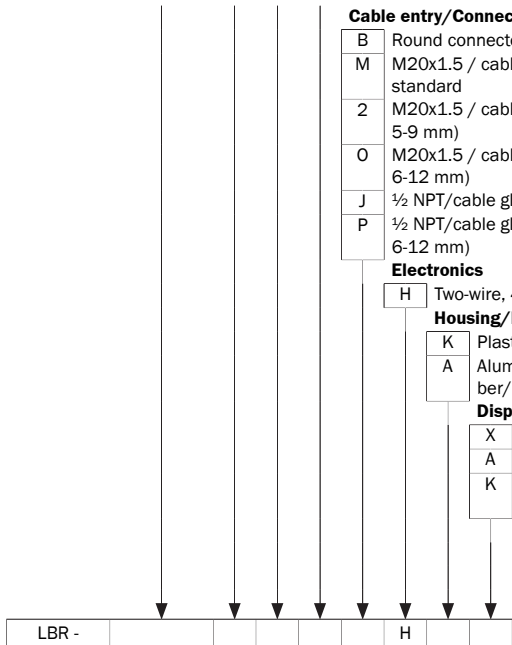 Cable entry/Connec
B Round connecto
M M20x1.5 / cabl
standard
2 M20x1.5 / cabl
5-9 mm)
0 M20x1.5 / cabl
6-12 mm)
J ½ NPT/cable gl
P ½ NPT/cable gl
6-12 mm)
Electronics
H Two-wire, 4
Housing/
K Plast
A Alum
ber/
Disp
X
A
K
LBR - H